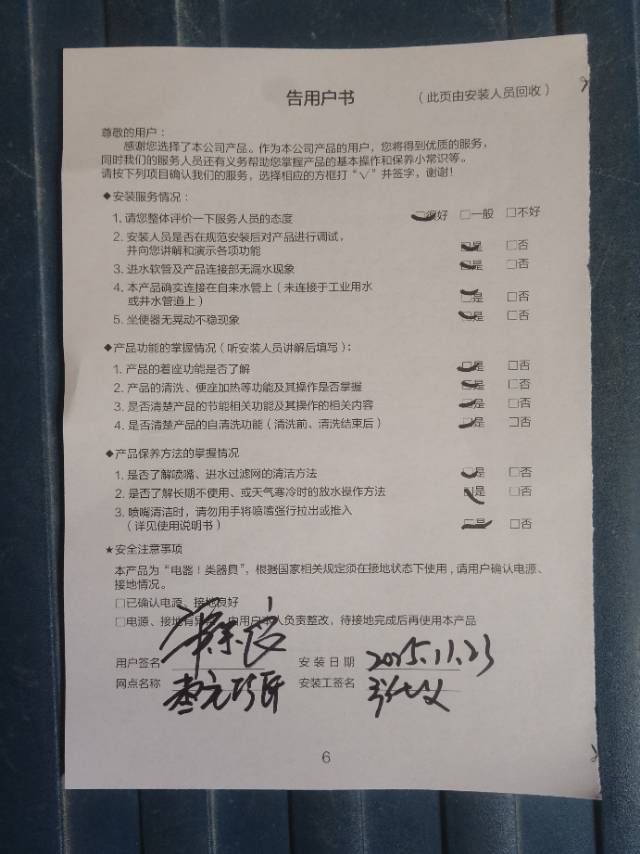 告用户书 （此页由安装人员回收）
尊敬的用户：
感谢您选择了本公司产品。作为本公司产品的用户，您将得到优质的服务，
同时我们的服务人员还有义务帮助您掌握产品的基本操作和保养小常识等。
请按下列项目确认我们的服务，选择相应的方框打“√”并签字，谢谢！
◆安装服务情况：
1. 请您整体评价一下服务人员的态度 □很好 □一般 □不好
2. 安装人员是否在规范安装后对产品进行调试， □是 □否
并向您讲解和演示各项功能
3. 进水软管及产品连接部无漏水现象 □是 □否
4. 本产品确实连接在自来水管上（未连接于工业用水 □是 □否
或井水管道上）
5. 坐便器无晃动不稳现象 □是 □否
◆产品功能的掌握情况（听安装人员讲解后填写）：
1. 产品的着座功能是否了解 □是 □否
2. 产品的清洗、便座加热等功能及其操作是否掌握 □是 □否
3. 是否清楚产品的节能相关功能及其操作的相关内容 □是 □否
4. 是否清楚产品的自清洗功能（清洗前、清洗结束后） □是 □否
◆产品保养方法的掌握情况
1. 是否了解喷嘴、进水过滤网的清洁方法 □是 □否
2. 是否了解长期不使用、或天气寒冷时的放水操作方法 □是 □否
3. 喷嘴清洁时，请勿用手将喷嘴强行拉出或推入
（详见使用说明书） □是 □否
★安全注意事项
本产品为“电器Ⅰ类器具”，根据国家相关规定须在接地状态下使用，请用户确认电源、
接地情况。
□已确认电源、接地良好
□电源、接地有异常，由用户本人负责整改，待接地完成后再使用本产品
用户签名 安装日期 2015.11.23
网点名称 安装工签名
6